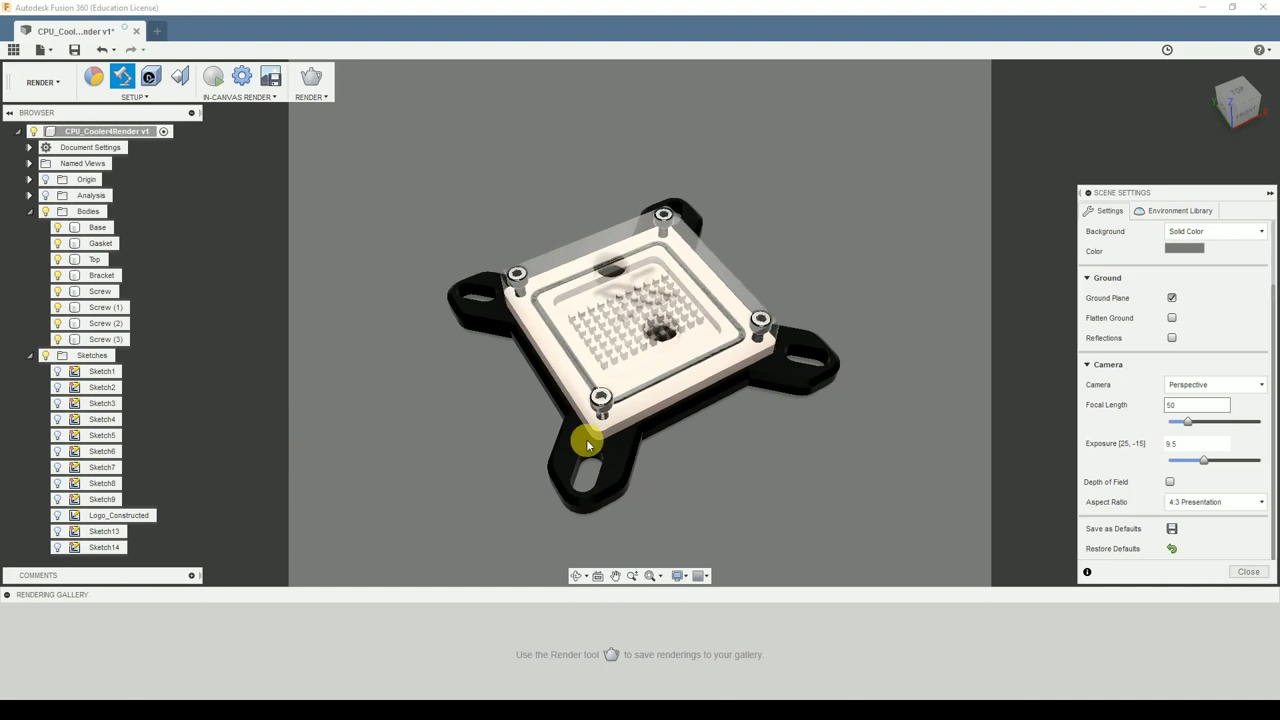 Autodesk Fusion 360 (Education License)
CPU_Cool...nder v1*
RENDER
SETUP
IN-CANVAS RENDER
RENDER
BROWSER
CPU_Cooler4Render v1
Document Settings
Named Views
Origin
Analysis
Bodies
Base
Gasket
Top
Bracket
Screw
Screw (1)
Screw (2)
Screw (3)
Sketches
Sketch1
Sketch2
Sketch3
Sketch4
Sketch5
Sketch6
Sketch7
Sketch8
Sketch9
Logo_Constructed
Sketch13
Sketch14
COMMENTS
TOP
FRONT
Z
SCENE SETTINGS
Settings
Environment Library
Background Solid Color
Color
Ground
Ground Plane
Flatten Ground
Reflections
Camera
Camera Perspective
Focal Length 50
Exposure [25, -15] 9.5
Depth of Field
Aspect Ratio 4:3 Presentation
Save as Defaults
Restore Defaults
Close
RENDERING GALLERY
Use the Render tool to save renderings to your gallery.